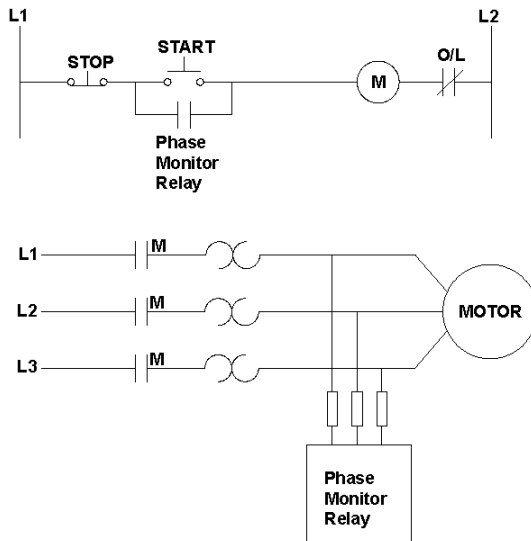 L1
L2
STOP
START
O/L
M
Phase
Monitor
Relay
L1
M
L2
M
MOTOR
L3
M
Phase
Monitor
Relay